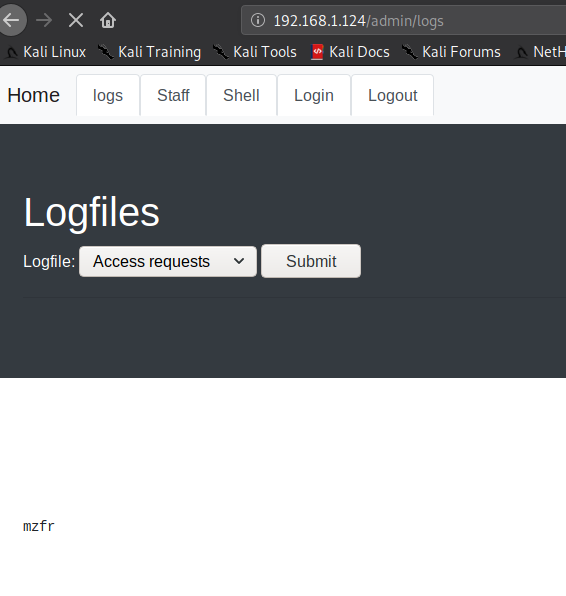 192.168.1.124/admin/logs
Kali Linux Kali Training Kali Tools Kali Docs Kali Forums NetH
Home logs Staff Shell Login Logout
Logfiles
Logfile: Access requests Submit
mzfr